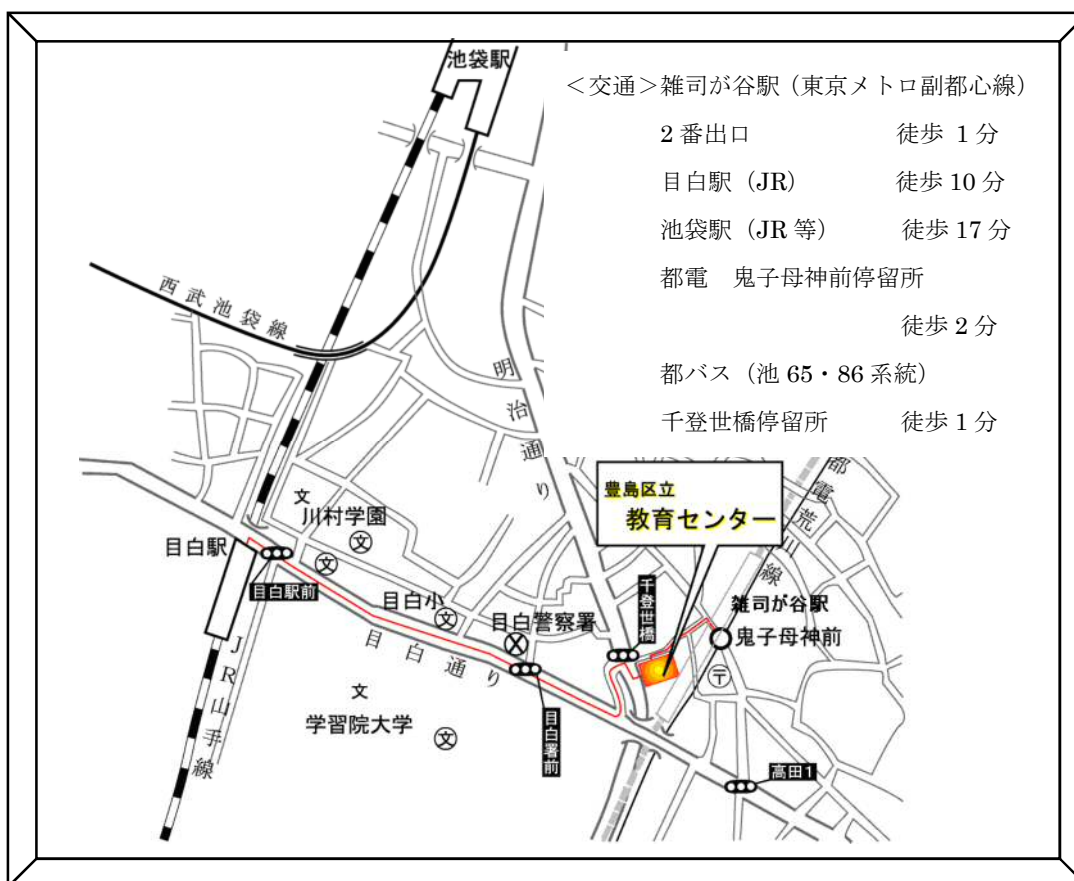 池袋駅
<交通>雑司が谷駅（東京メトロ副都心線）
2番出口 徒歩 1分
目白駅（JR） 徒歩 10分
池袋駅（JR等） 徒歩 17分
都電 鬼子母神前停留所
徒歩 2分
都バス（池 65・86 系統）
千登世橋停留所 徒歩 1分
西武池袋線
明治通り
都電荒川線
豊島区立
教育センター
文
川村学園
文
文
目白駅
目白駅前
目白小
文
目白警察署
千登世橋
雑司が谷駅
鬼子母神前
〒
目白通り
JR山手線
文
学習院大学
文
目白署前
高田1